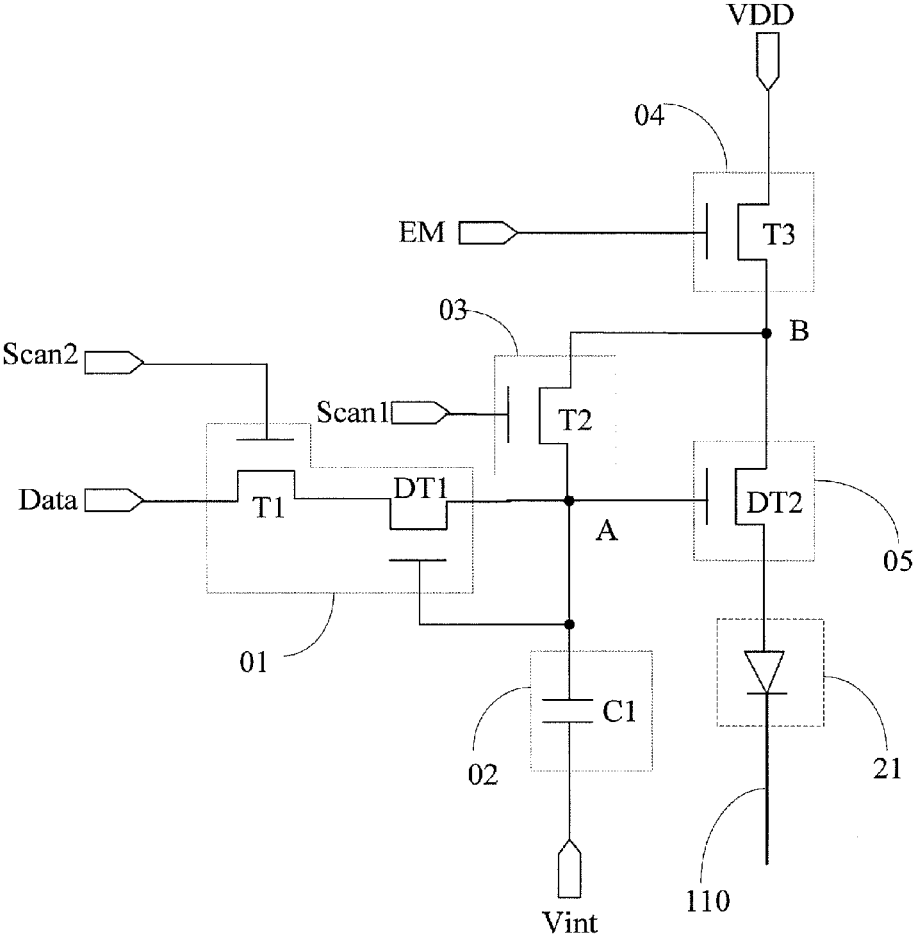 VDD
04
EM
T3
03
B
Scan2
Scan1
T2
Data
T1
DT1
A
DT2
05
01
C1
02
21
110
Vint